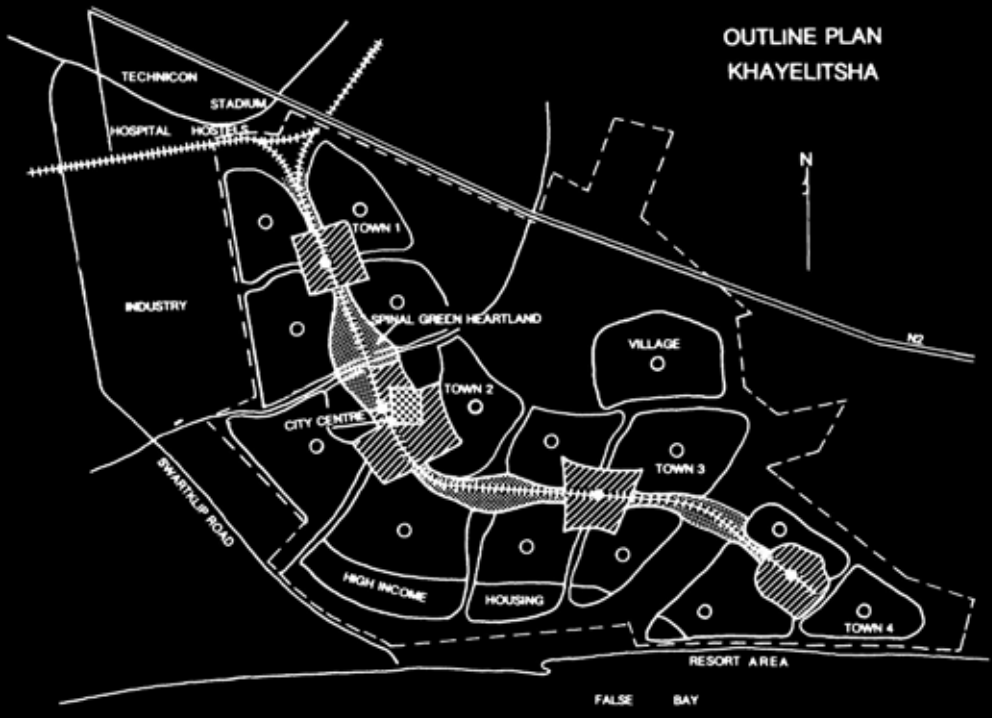 OUTLINE PLAN
KHAYELITSHA
TECHNICON
STADIUM
HOSPITAL HOSTELS
N
TOWN 1
INDUSTRY
SPINAL GREEN HEARTLAND
N2
VILLAGE
TOWN 2
CITY CENTRE
TOWN 3
SWARTKLIP ROAD
HIGH INCOME
HOUSING
TOWN 4
RESORT AREA
FALSE BAY